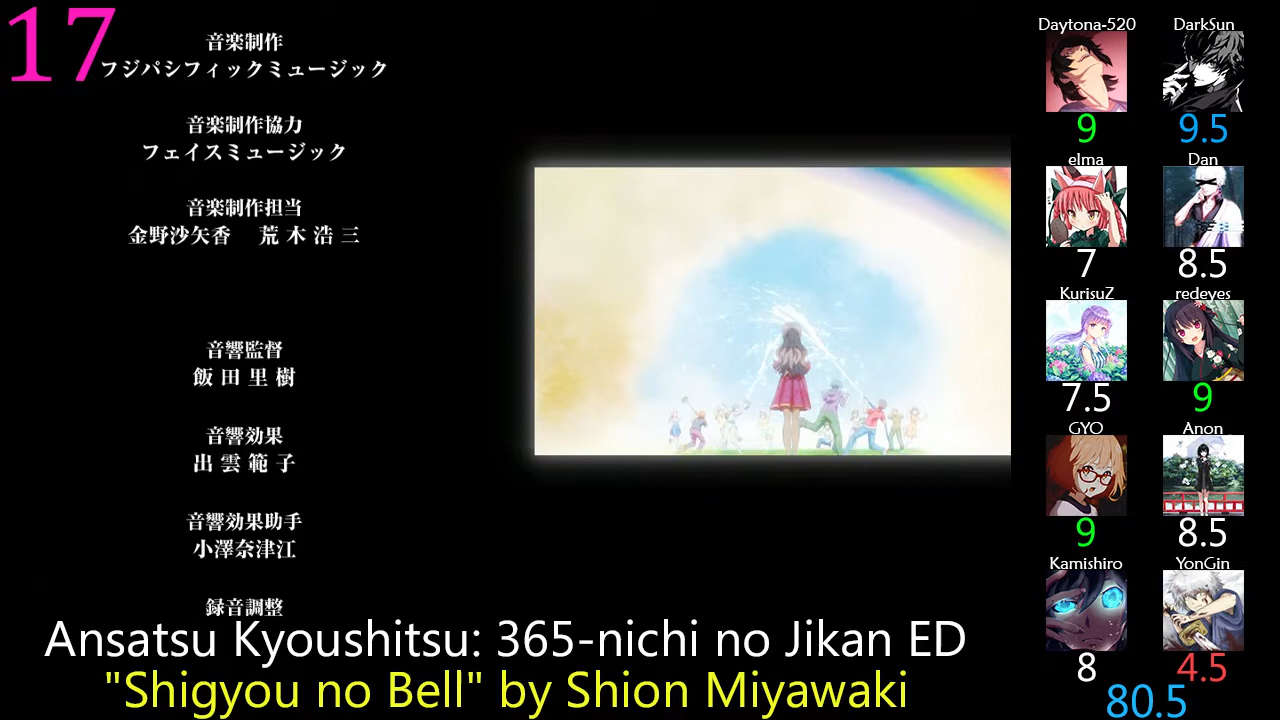 17
音楽制作
フジパシフィックミュージック
音楽制作協力
フェイスミュージック
音楽制作担当
金野沙矢香 荒木浩三
音響監督
飯田里樹
音響効果
出雲範子
音響効果助手
小澤奈津江
録音調整
Ansatsu Kyoushitsu: 365-nichi no Jikan ED
"Shigyou no Bell" by Shion Miyawaki
Daytona-520 DarkSun
9 9.5
elma Dan
7 8.5
KurisuZ redeyes
7.5 9
GYO Anon
9 8.5
Kamishiro YonGin
8 4.5
80.5